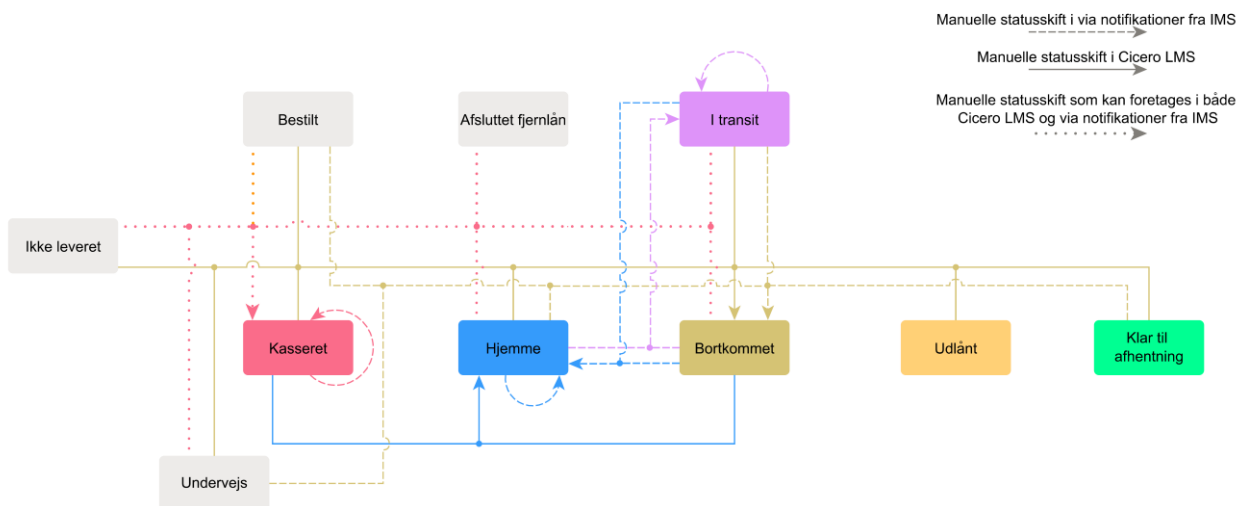 Manuelle statusskift i via notifikationer fra IMS
Manuelle statusskift i Cicero LMS
Manuelle statusskift som kan foretages i både
Cicero LMS og via notifikationer fra IMS
Bestilt
Afsluttet fjernlån
I transit
Ikke leveret
Kasseret
Hjemme
Bortkommet
Udlånt
Klar til
afhentning
Undervejs